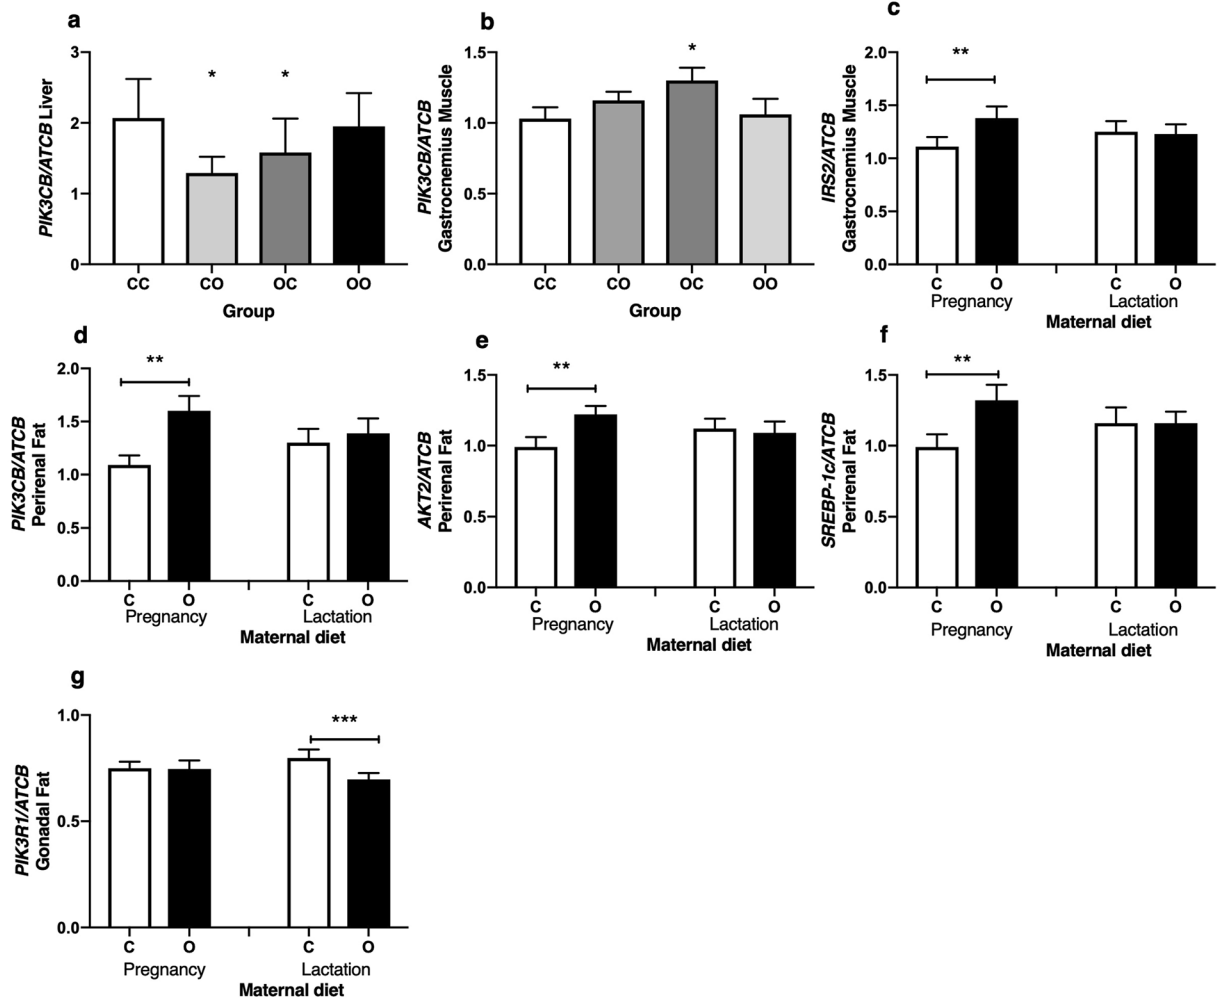 a
PIK3CB/ATCB Liver
3
2
1
0
* *
CC CO OC OO
Group
b
PIK3CB/ATCB
Gastrocnemius Muscle
1.5
1.0
0.5
0.0
*
CC CO OC OO
Group
c
IRS2/ATCB
Gastrocnemius Muscle
2.0
1.5
1.0
0.5
0.0
**
C O C O
Pregnancy Lactation
Maternal diet
d
PIK3CB/ATCB
Perirenal Fat
2.0
1.5
1.0
0.5
0.0
**
C O C O
Pregnancy Lactation
Maternal diet
e
AKT2/ATCB
Perirenal Fat
1.5
1.0
0.5
0.0
**
C O C O
Pregnancy Lactation
Maternal diet
f
SREBP-1c/ATCB
Perirenal Fat
1.5
1.0
0.5
0.0
**
C O C O
Pregnancy Lactation
Maternal diet
g
PIK3R1/ATCB
Gonadal Fat
1.0
0.5
0.0
***
C O C O
Pregnancy Lactation
Maternal diet